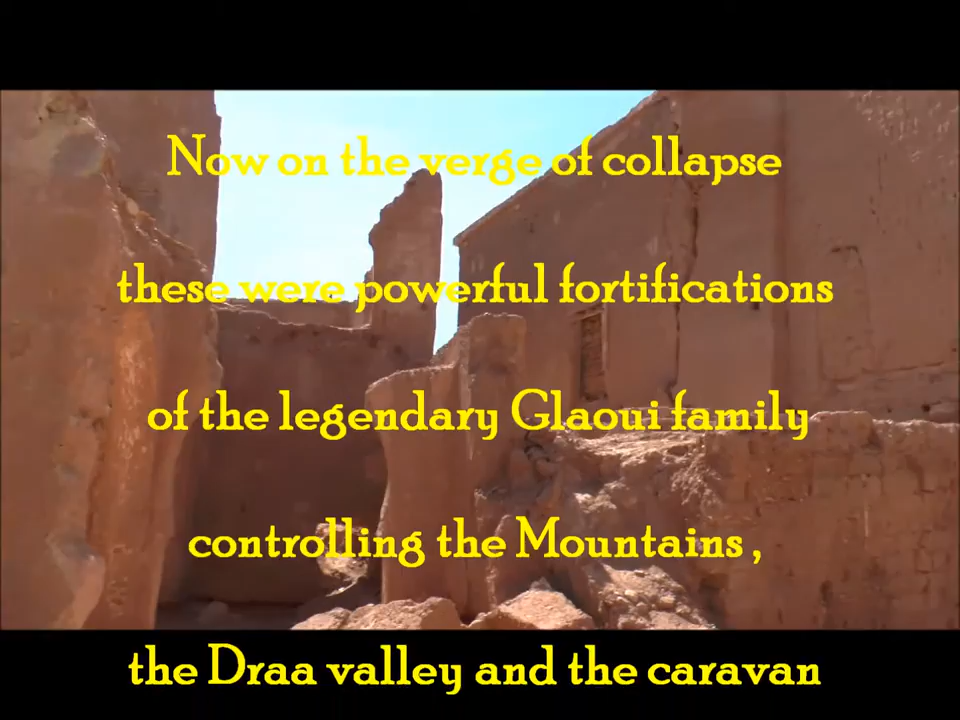 Now on the verge of collapse
these were powerful fortifications
of the legendary Glaoui family
controlling the Mountains ,
the Draa valley and the caravan